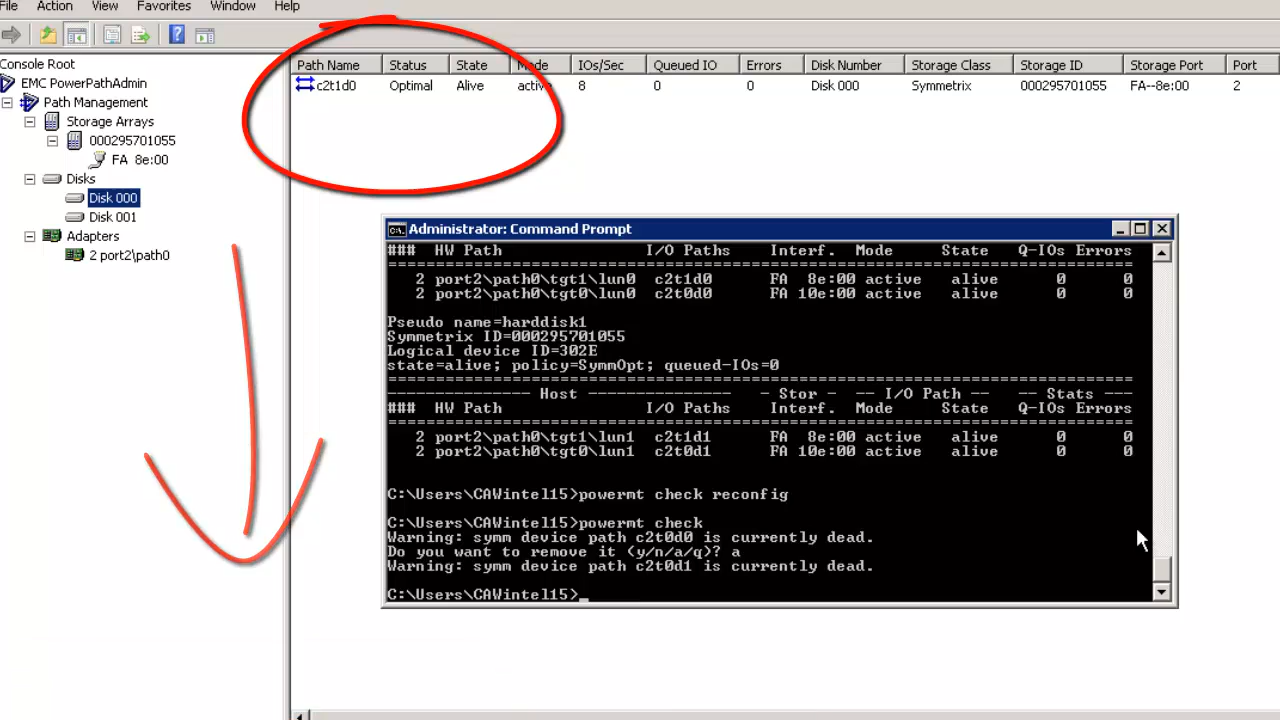 File Action View Favorites Window Help
Console Root
EMC PowerPathAdmin
Path Management
Storage Arrays
000295701055
FA 8e:00
Disks
Disk 000
Disk 001
Adapters
2 port2\path0
Path Name Status State Mode IOs/Sec Queued IO Errors Disk Number Storage Class Storage ID Storage Port Port
c2t1d0 Optimal Alive active 8 0 0 Disk 000 Symmetrix 000295701055 FA--8e:00 2
Administrator: Command Prompt
### HW Path I/O Paths Interf. Mode State Q-IOs Errors
==============================================================================
2 port2\path0\tgt1\lun0 c2t1d0 FA 8e:00 active alive 0 0
2 port2\path0\tgt0\lun0 c2t0d0 FA 10e:00 active alive 0 0
Pseudo name=harddisk1
Symmetrix ID=000295701055
Logical device ID=302E
state=alive; policy=SymmOpt; queued-IOs=0
==============================================================================
--------------- Host --------------- - Stor - -- I/O Path -- -- Stats ---
### HW Path I/O Paths Interf. Mode State Q-IOs Errors
==============================================================================
2 port2\path0\tgt1\lun1 c2t1d1 FA 8e:00 active alive 0 0
2 port2\path0\tgt0\lun1 c2t0d1 FA 10e:00 active alive 0 0
C:\Users\CAWintel15>powermt check reconfig
C:\Users\CAWintel15>powermt check
Warning: symm device path c2t0d0 is currently dead.
Do you want to remove it (y/n/a/q)? a
Warning: symm device path c2t0d1 is currently dead.
C:\Users\CAWintel15>_